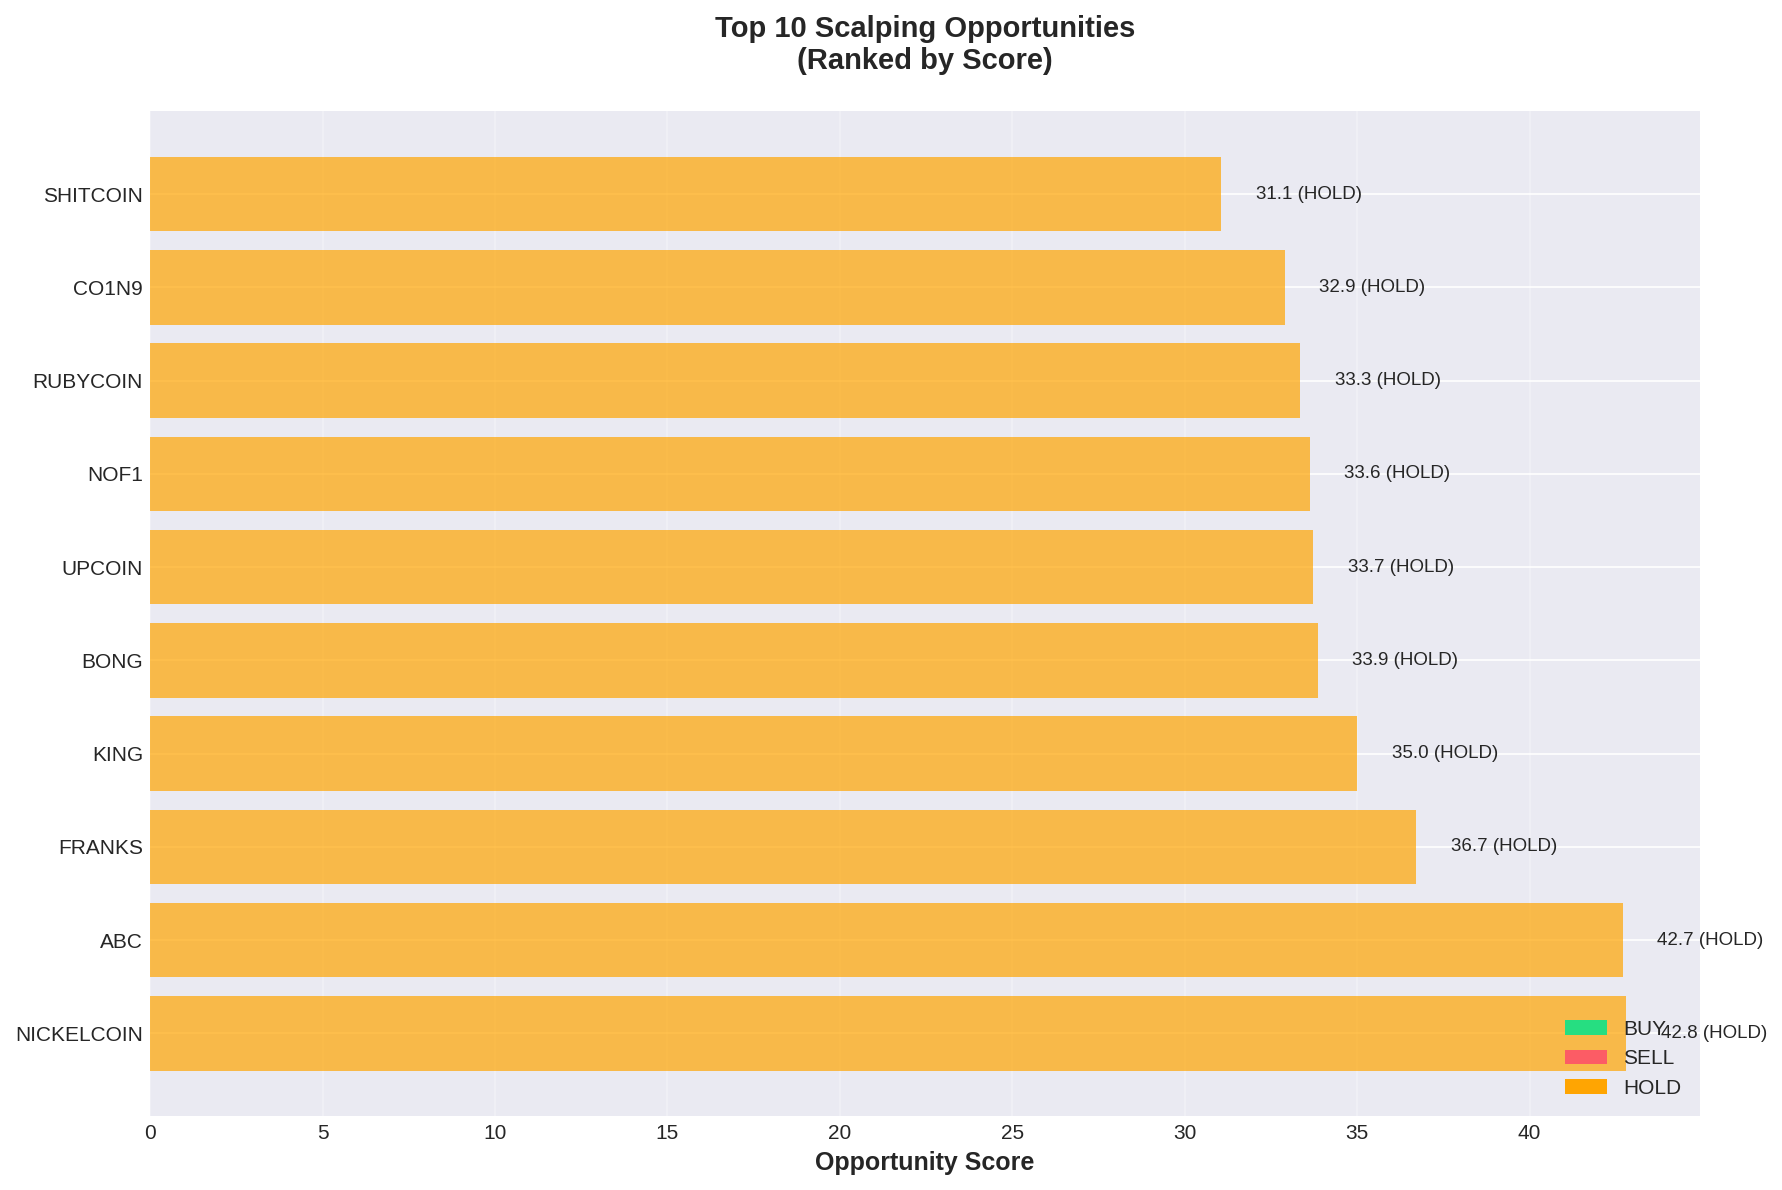 Top 10 Scalping Opportunities
(Ranked by Score)
SHITCOIN 31.1 (HOLD)
CO1N9 32.9 (HOLD)
RUBYCOIN 33.3 (HOLD)
NOF1 33.6 (HOLD)
UPCOIN 33.7 (HOLD)
BONG 33.9 (HOLD)
KING 35.0 (HOLD)
FRANKS 36.7 (HOLD)
ABC 42.7 (HOLD)
NICKELCOIN 42.8 (HOLD)
BUY
SELL
HOLD
0 5 10 15 20 25 30 35 40
Opportunity Score